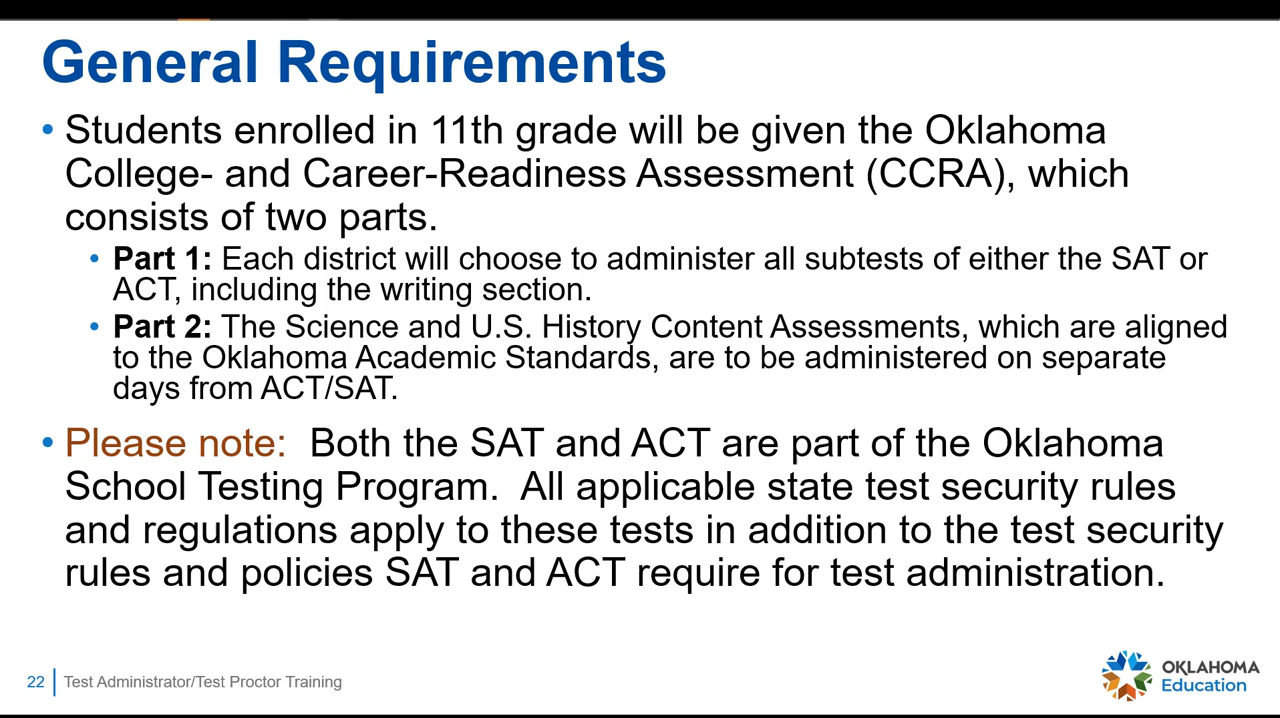 General Requirements
• Students enrolled in 11th grade will be given the Oklahoma
College- and Career-Readiness Assessment (CCRA), which
consists of two parts.
• Part 1: Each district will choose to administer all subtests of either the SAT or
ACT, including the writing section.
• Part 2: The Science and U.S. History Content Assessments, which are aligned
to the Oklahoma Academic Standards, are to be administered on separate
days from ACT/SAT.
• Please note:  Both the SAT and ACT are part of the Oklahoma
School Testing Program.  All applicable state test security rules
and regulations apply to these tests in addition to the test security
rules and policies SAT and ACT require for test administration.
22 Test Administrator/Test Proctor Training
OKLAHOMA
Education